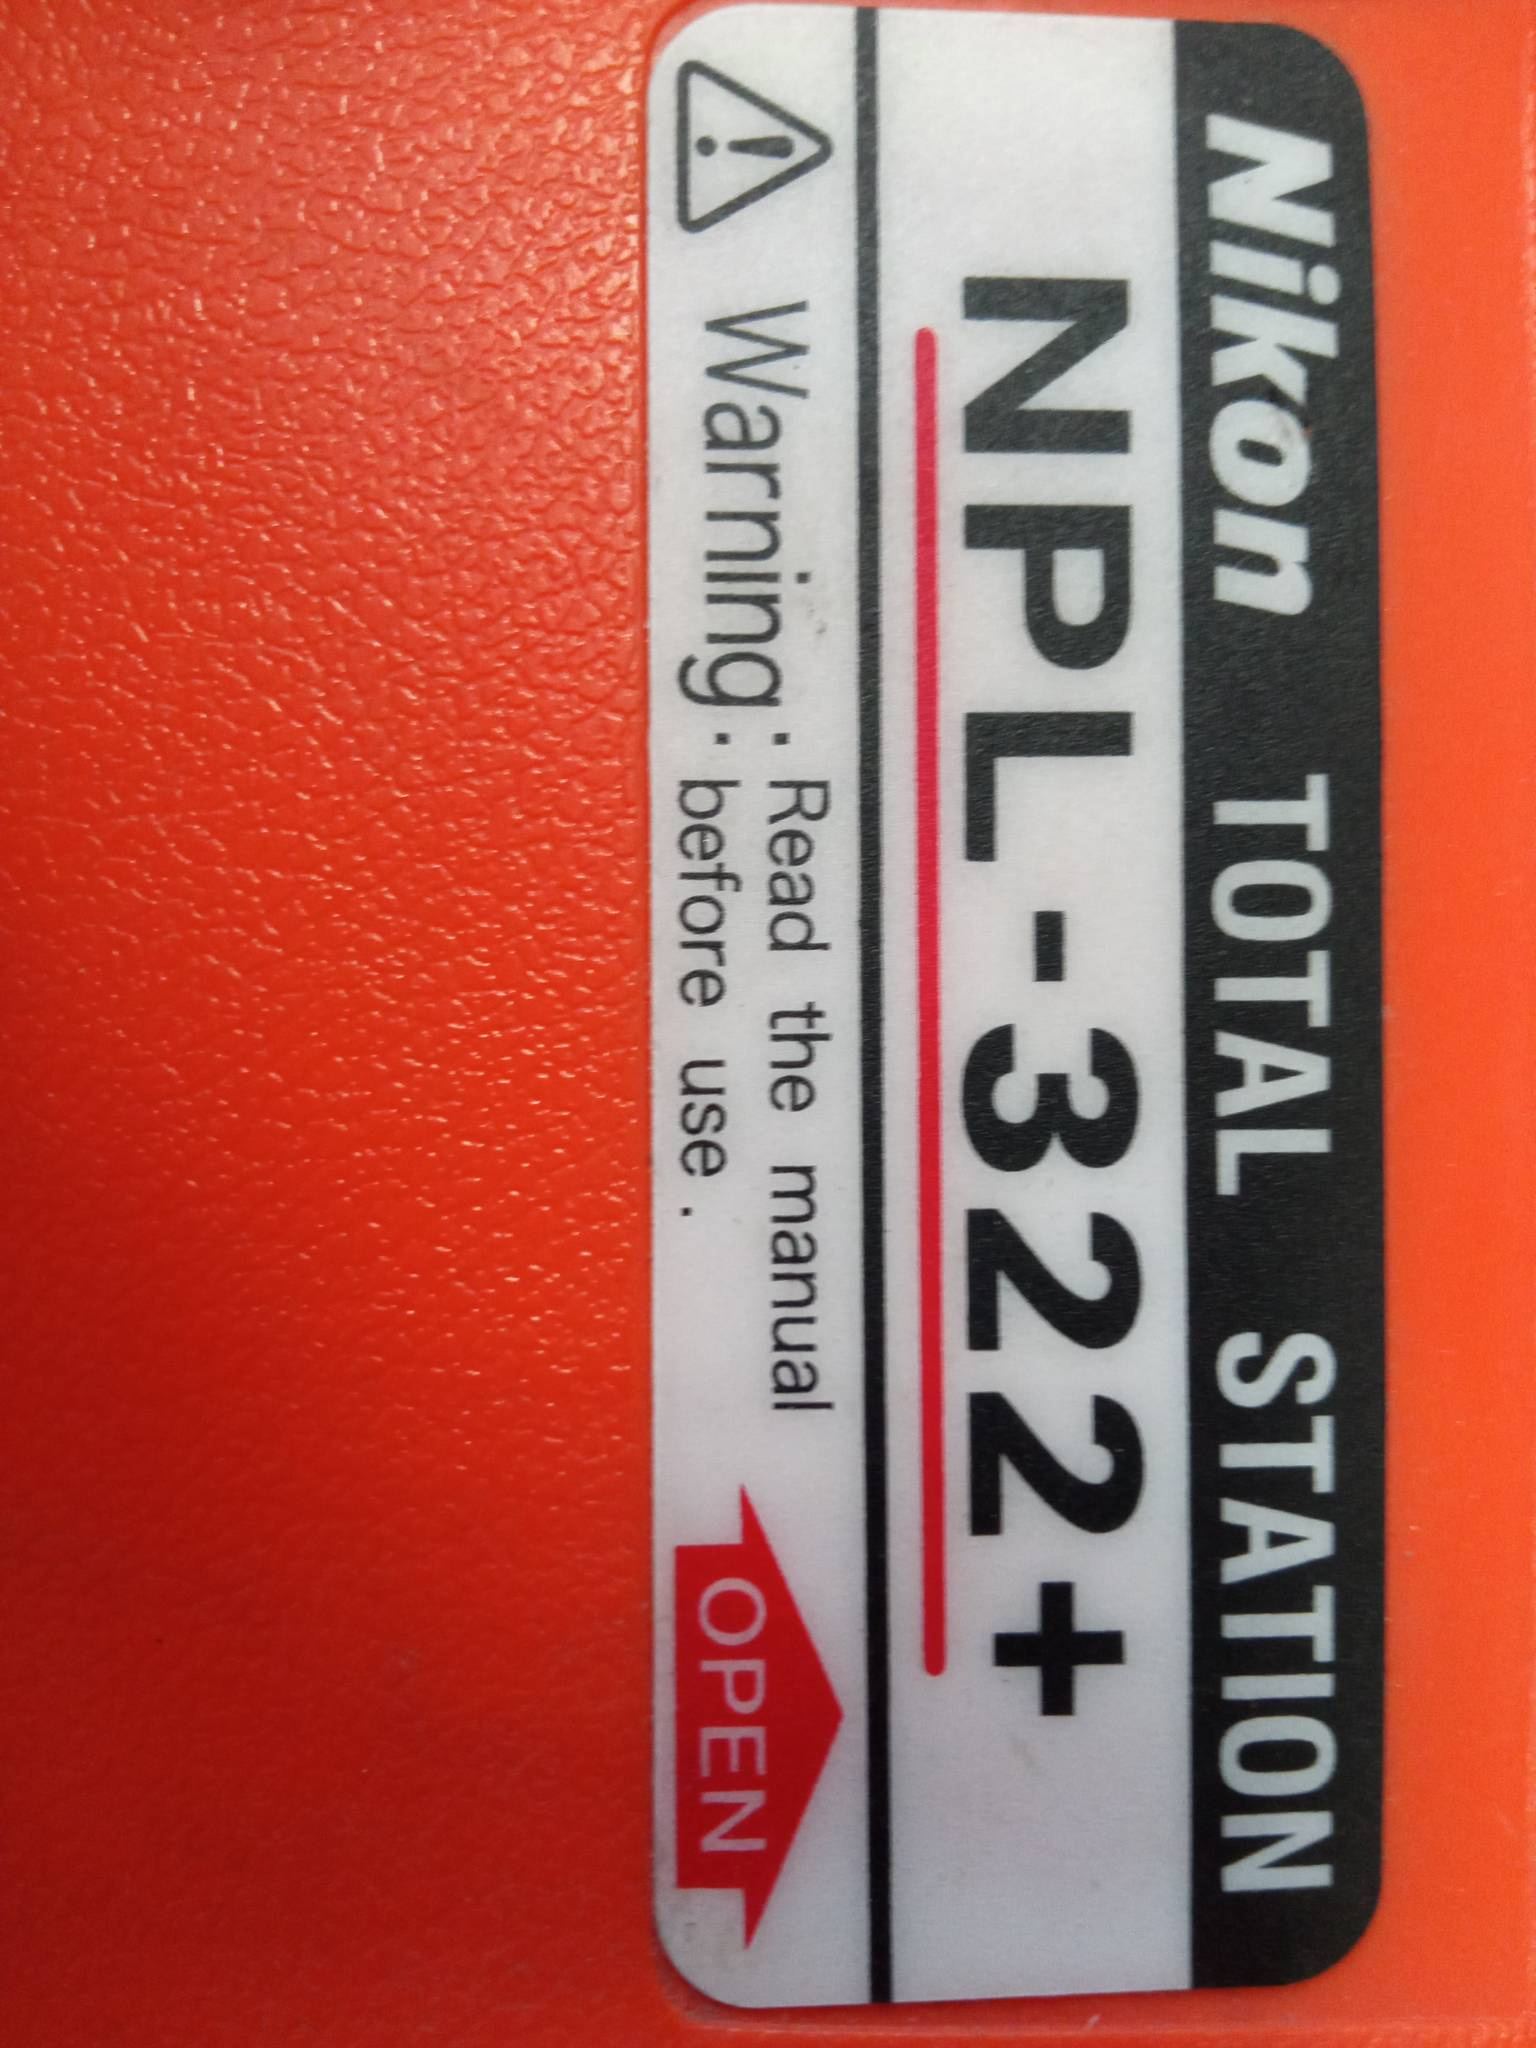 Nikon TOTAL STATION
NPL-322+
Warning: Read the manual
before use.
OPEN